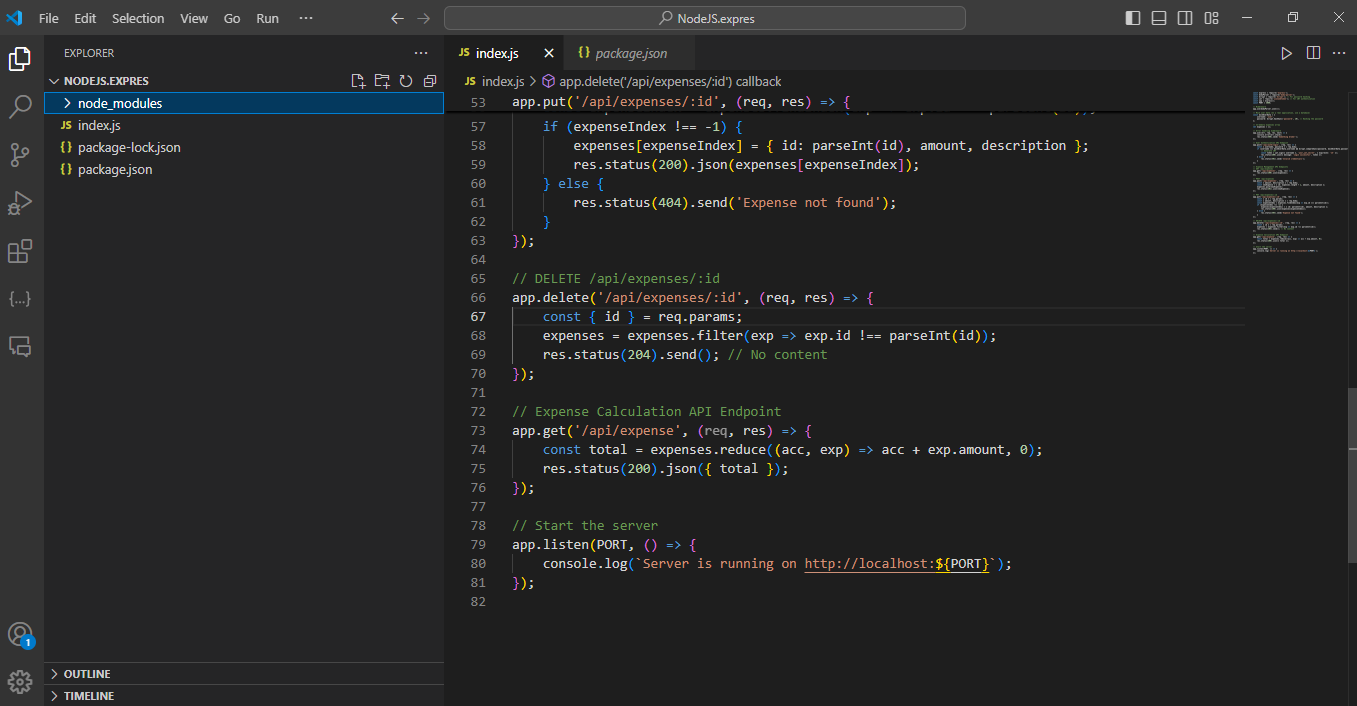 File Edit Selection View Go Run ···
NodeJS.expres
EXPLORER ···
NODEJS.EXPRES
node_modules
JS index.js
{} package-lock.json
{} package.json
OUTLINE
TIMELINE
1
JS index.js
{} package.json
JS index.js > app.delete('/api/expenses/:id') callback
53 app.put('/api/expenses/:id', (req, res) => {
57 if (expenseIndex !== -1) {
58 expenses[expenseIndex] = { id: parseInt(id), amount, description };
59 res.status(200).json(expenses[expenseIndex]);
60 } else {
61 res.status(404).send('Expense not found');
62 }
63 });
64
65 // DELETE /api/expenses/:id
66 app.delete('/api/expenses/:id', (req, res) => {
67 const { id } = req.params;
68 expenses = expenses.filter(exp => exp.id !== parseInt(id));
69 res.status(204).send(); // No content
70 });
71
72 // Expense Calculation API Endpoint
73 app.get('/api/expense', (req, res) => {
74 const total = expenses.reduce((acc, exp) => acc + exp.amount, 0);
75 res.status(200).json({ total });
76 });
77
78 // Start the server
79 app.listen(PORT, () => {
80 console.log(`Server is running on http://localhost:${PORT}`);
81 });
82